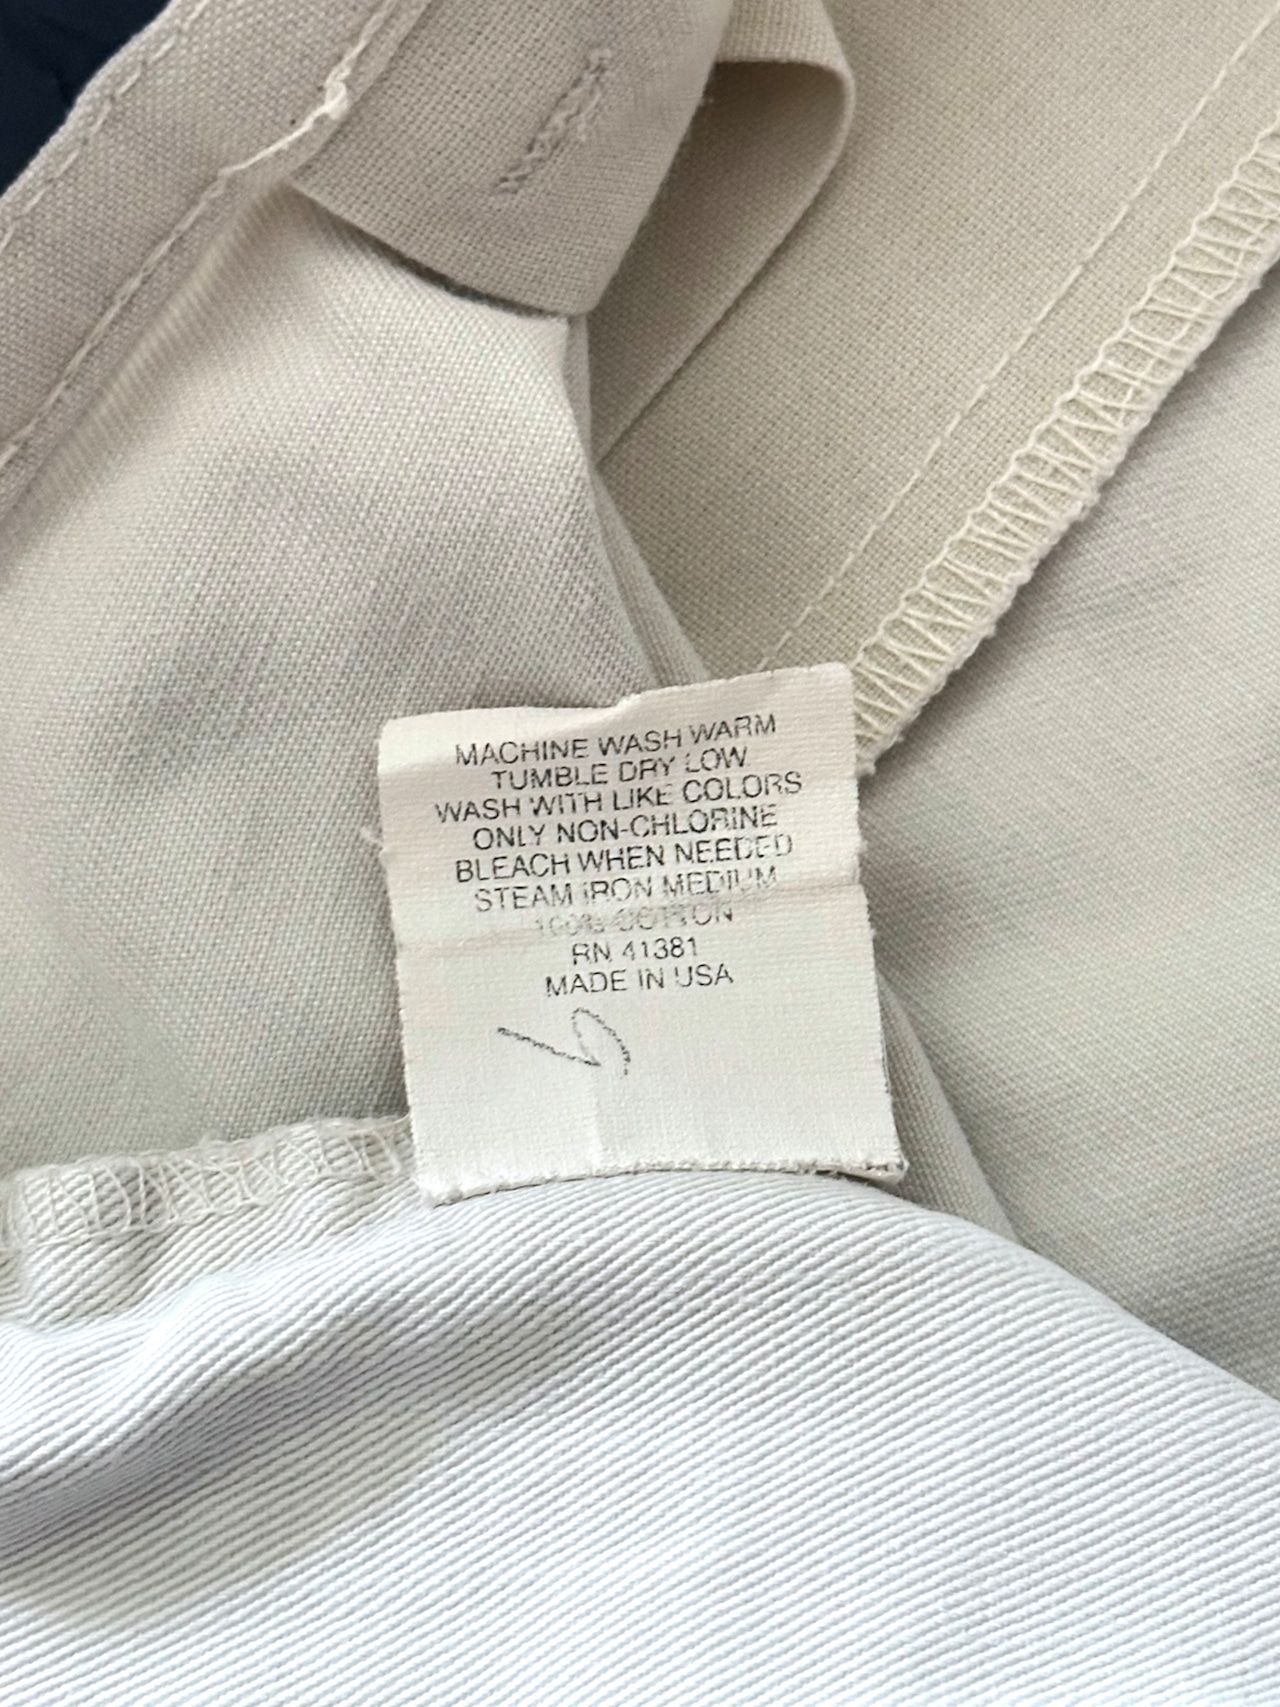 MACHINE WASH WARM
TUMBLE DRY LOW
WASH WITH LIKE COLORS
ONLY NON-CHLORINE
BLEACH WHEN NEEDED
STEAM IRON MEDIUM
100% COTTON
RN 41381
MADE IN USA